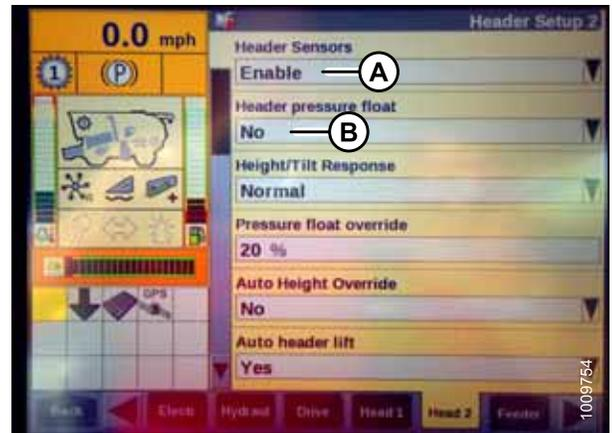 0.0 mph
1
(P)
GPS
Header Setup 2
Header Sensors
Enable
A
Header pressure float
No
B
Height/Tilt Response
Normal
Pressure float override
20 %
Auto Height Override
No
Auto header lift
Yes
Back
Electr
Hydraul
Drive
Head 1
Head 2
Feeder
1009754